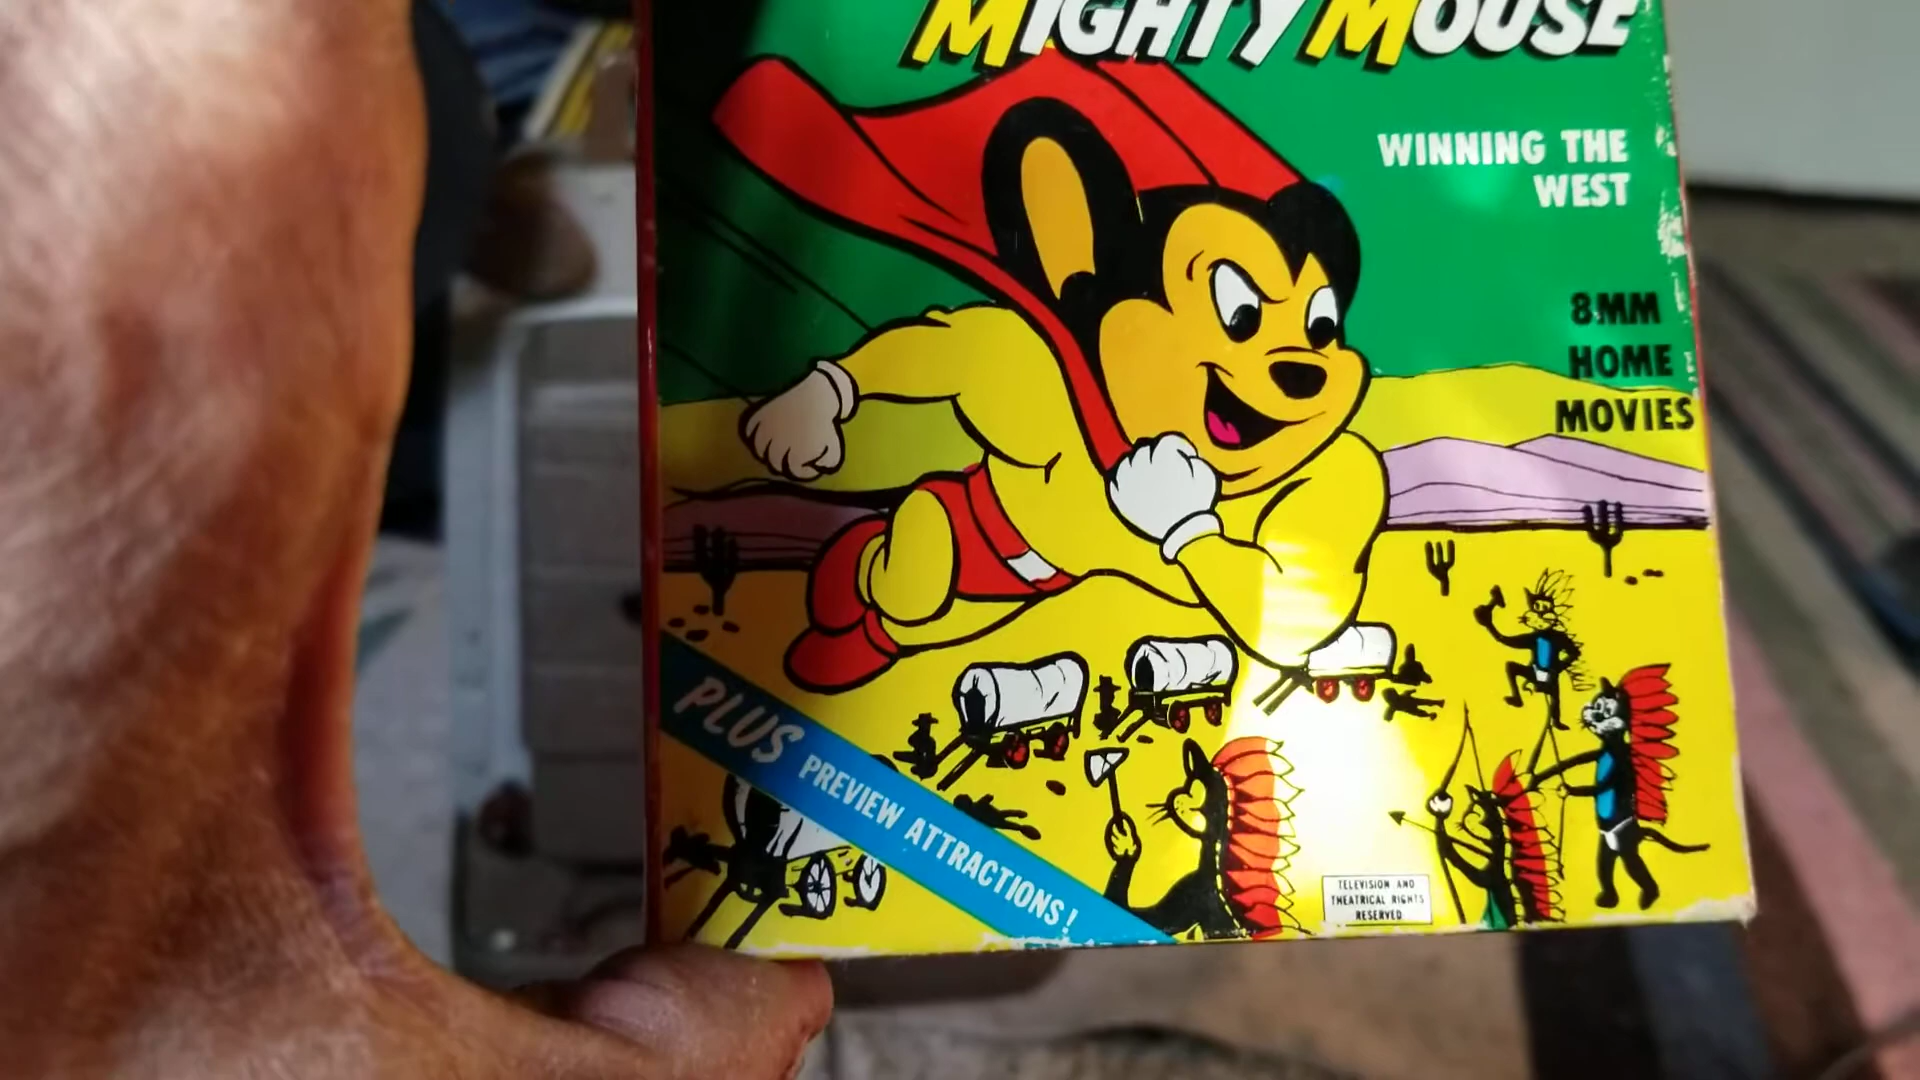 MIGHTY MOUSE
WINNING THE
WEST
8MM
HOME
MOVIES
PLUS PREVIEW ATTRACTIONS!
TELEVISION AND
THEATRICAL RIGHTS
RESERVED